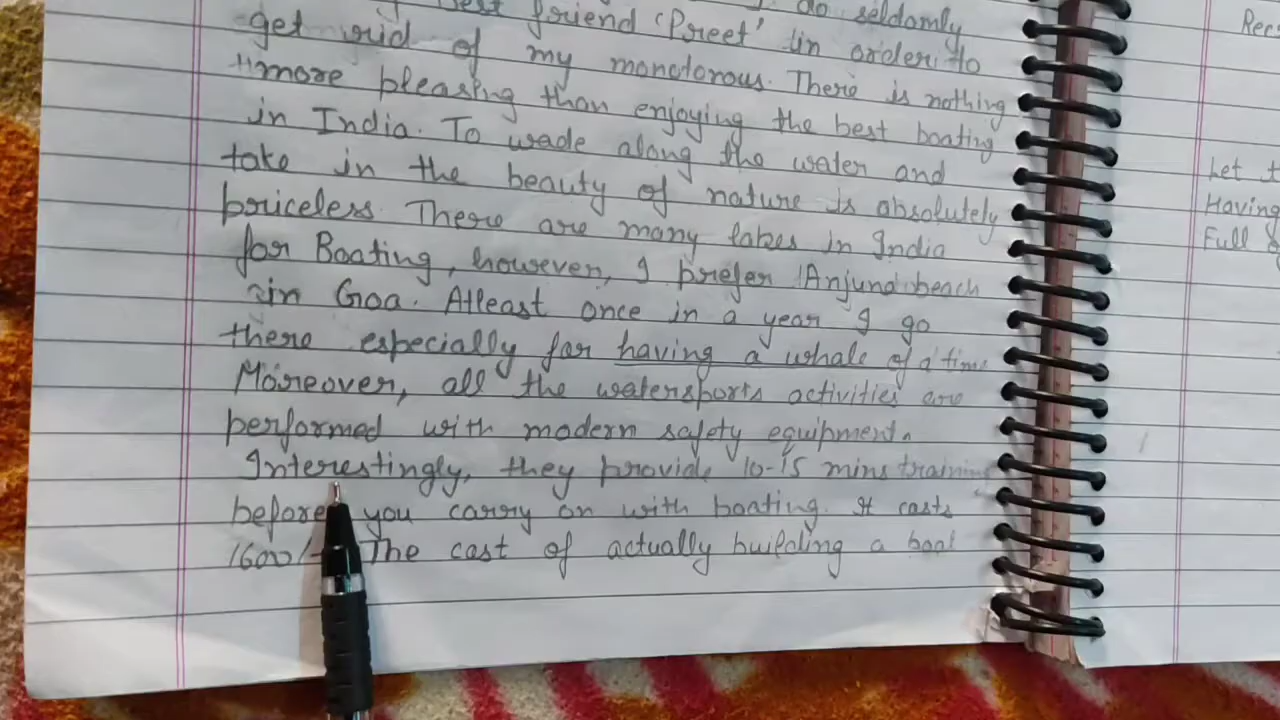 best friend 'Preet' in order to do seldomly
get rid of my monotorous. There is nothing
more pleasing than enjoying the best boating
in India. To wade along the water and
take in the beauty of nature is absolutely
priceless. There are many lakes in India
for Boating, however, I prefer Anjuna beach
in Goa. Atleast once in a year I go
there especially for having a whale of a time
Moreover, all the watersports activities are
performed with modern safety equipment.
Interestingly, they provide 10-15 mins training
before you carry on with boating. It costs
1600/- The cost of actually building a boat
Rec
Let t
Having
Full